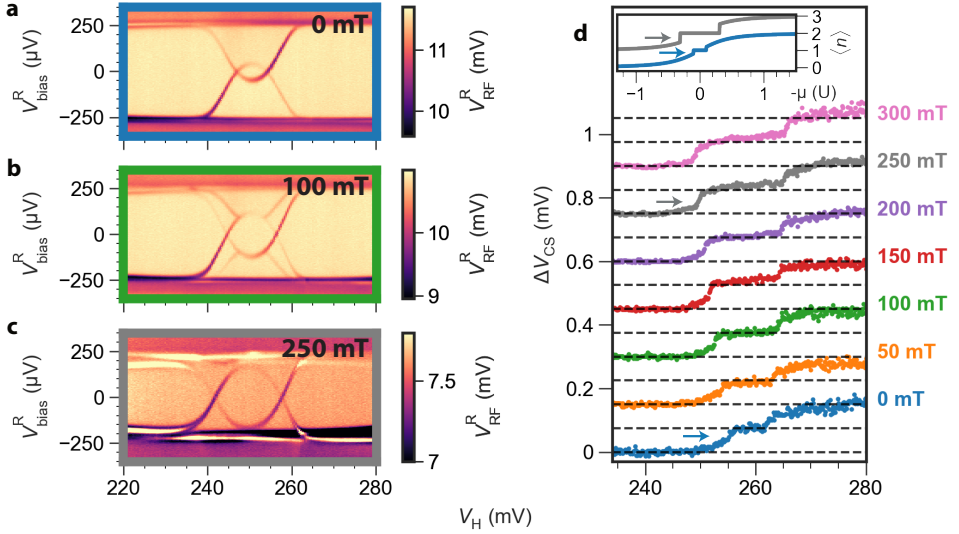 a
250
0
−250
V^R_bias (µV)
0 mT
11
10
V^R_RF (mV)
b
250
0
−250
V^R_bias (µV)
100 mT
10
9
V^R_RF (mV)
c
250
0
−250
V^R_bias (µV)
250 mT
7.5
7
V^R_RF (mV)
220
240
260
280
V_H (mV)
d
3
2
1
0
⟨n⟩
−1
0
1
-µ (U)
1
0.8
0.6
0.4
0.2
0
ΔV_CS (mV)
300 mT
250 mT
200 mT
150 mT
100 mT
50 mT
0 mT
240
260
280